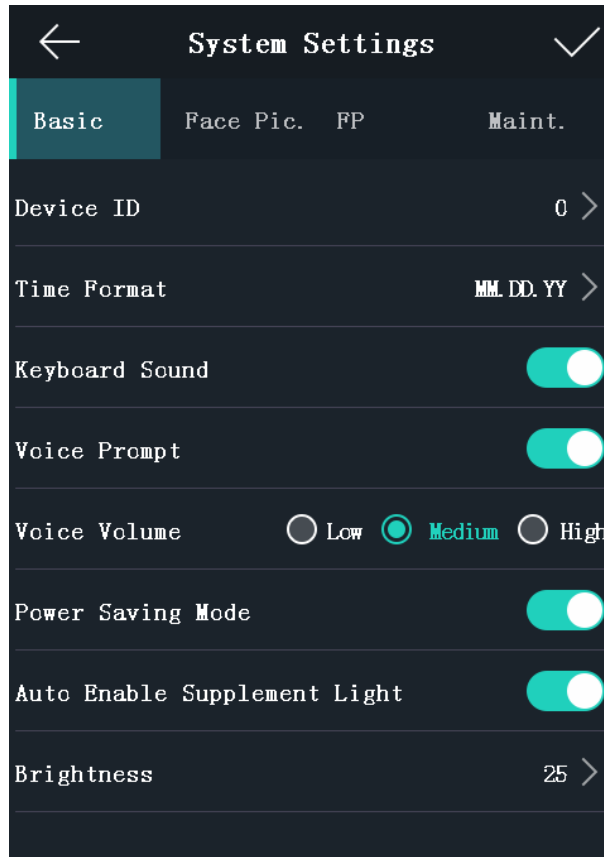 System Settings
Basic Face Pic. FP Maint.
Device ID 0
Time Format MM.DD.YY
Keyboard Sound
Voice Prompt
Voice Volume Low Medium High
Power Saving Mode
Auto Enable Supplement Light
Brightness 25